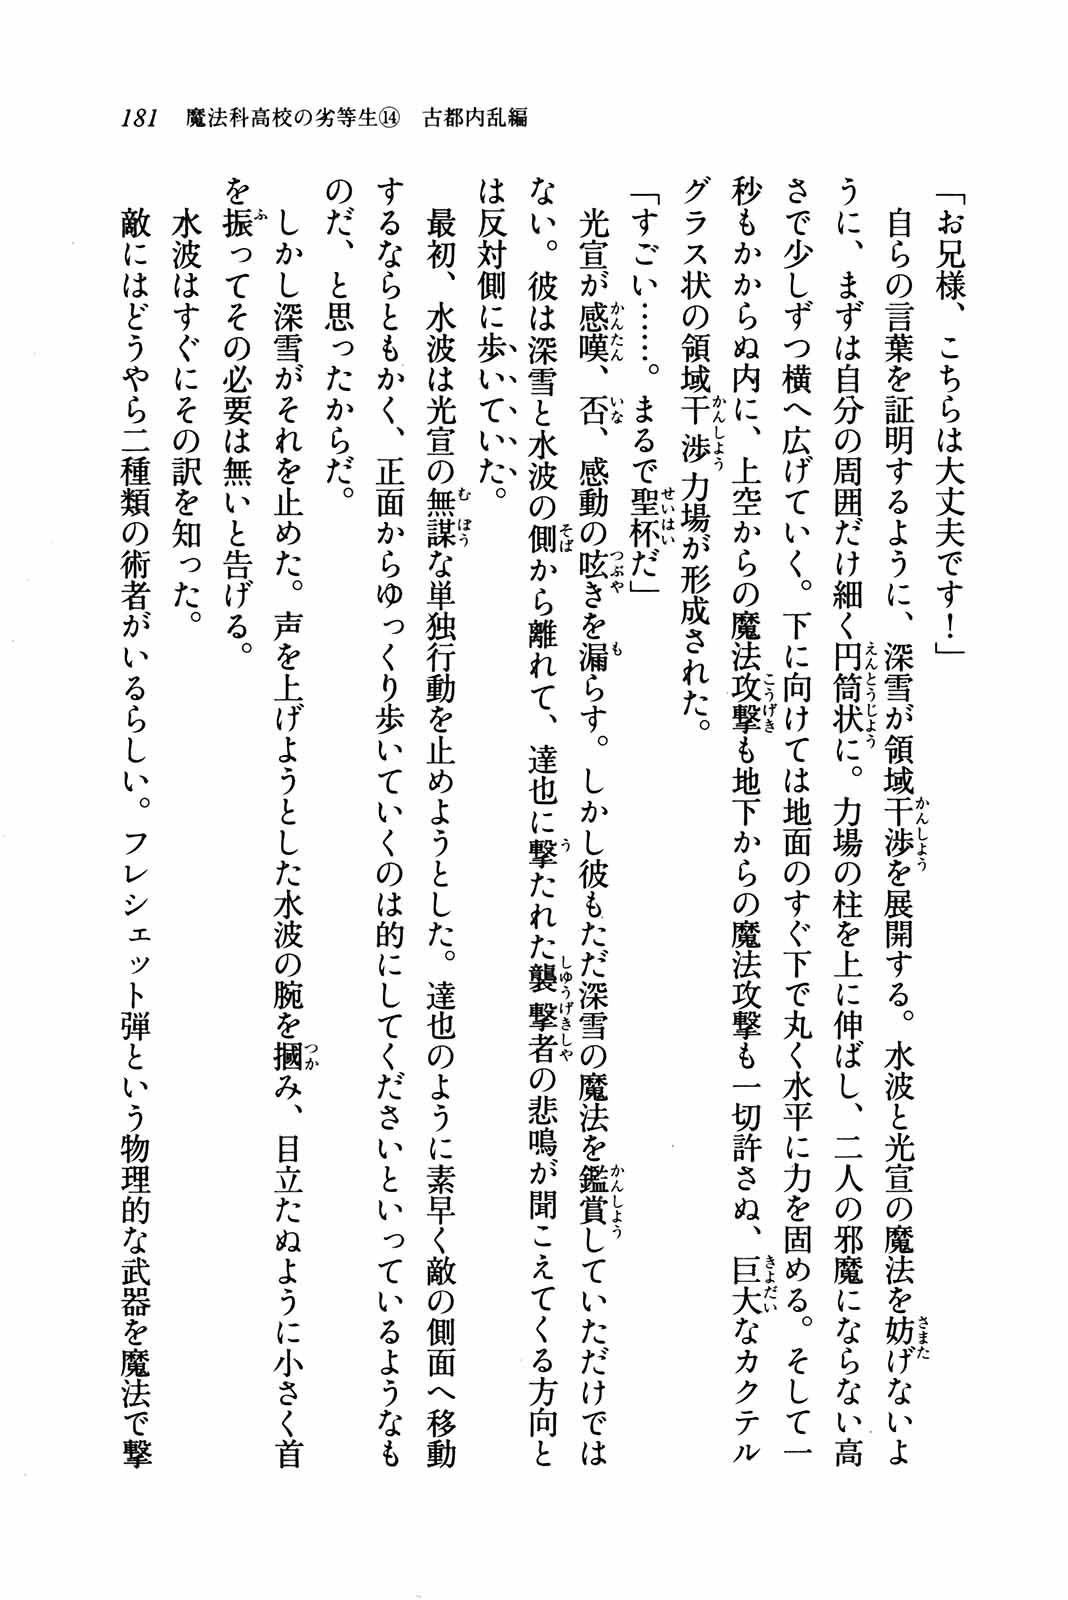 181 魔法科高校の劣等生⑭ 古都内乱編
「お兄様、こちらは大丈夫です！」
自らの言葉を証明するように、深雪が領域干渉を展開する。水波と光宣の魔法を妨げないよ
うに、まずは自分の周囲だけ細く円筒状に。力場の柱を上に伸ばし、二人の邪魔にならない高
さで少しずつ横へ広げていく。下に向けては地面のすぐ下で丸く水平に力を固める。そして一
秒もかからぬ内に、上空からの魔法攻撃も地下からの魔法攻撃も一切許さぬ、巨大なカクテル
グラス状の領域干渉力場が形成された。
「すごい……。まるで聖杯だ」
光宣が感嘆、否、感動の呟きを漏らす。しかし彼もただ深雪の魔法を鑑賞していただけでは
ない。彼は深雪と水波の側から離れて、達也に撃たれた襲撃者の悲鳴が聞こえてくる方向と
は反対側に歩いていた。
最初、水波は光宣の無謀な単独行動を止めようとした。達也のように素早く敵の側面へ移動
するならともかく、正面からゆっくり歩いていくのは的にしてくださいといっているようなも
のだ、と思ったからだ。
しかし深雪がそれを止めた。声を上げようとした水波の腕を摑み、目立たぬように小さく首
を振ってその必要は無いと告げる。
水波はすぐにその訳を知った。
敵にはどうやら二種類の術者がいるらしい。フレシェット弾という物理的な武器を魔法で撃